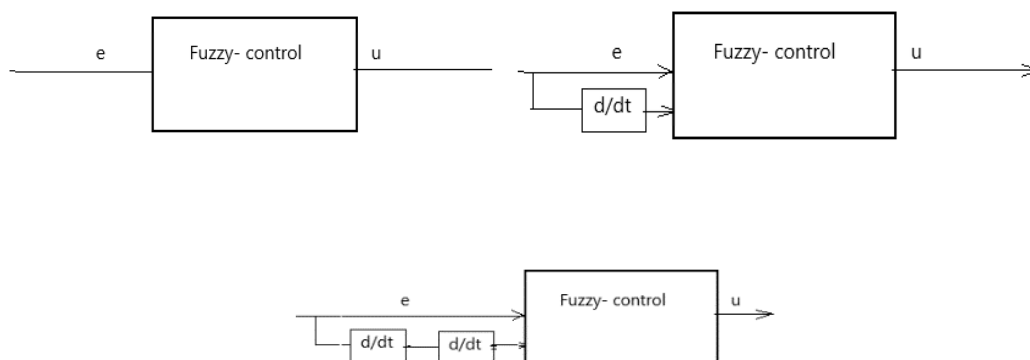 e
Fuzzy- control
u
e
Fuzzy- control
u
d/dt
e
Fuzzy- control
u
d/dt
d/dt